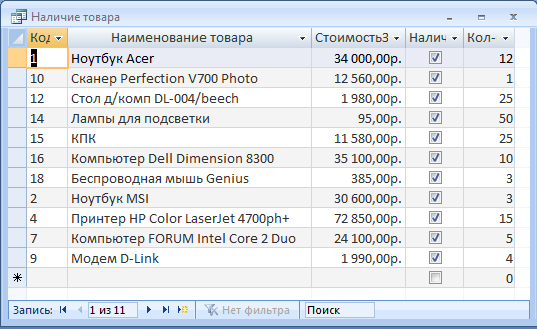 Наличие товара
Код Наименование товара СтоимостьЗ Налич Кол-
1 Ноутбук Acer 34 000,00р. 12
10 Сканер Perfection V700 Photo 12 560,00р. 1
12 Стол д/комп DL-004/beech 1 980,00р. 25
14 Лампы для подсветки 95,00р. 50
15 КПК 11 580,00р. 25
16 Компьютер Dell Dimension 8300 35 100,00р. 10
18 Беспроводная мышь Genius 385,00р. 3
2 Ноутбук MSI 30 600,00р. 3
4 Принтер HP Color LaserJet 4700ph+ 72 850,00р. 15
7 Компьютер FORUM Intel Core 2 Duo 24 100,00р. 5
9 Модем D-Link 1 990,00р. 4
0
Запись: 1 из 11 Нет фильтра Поиск